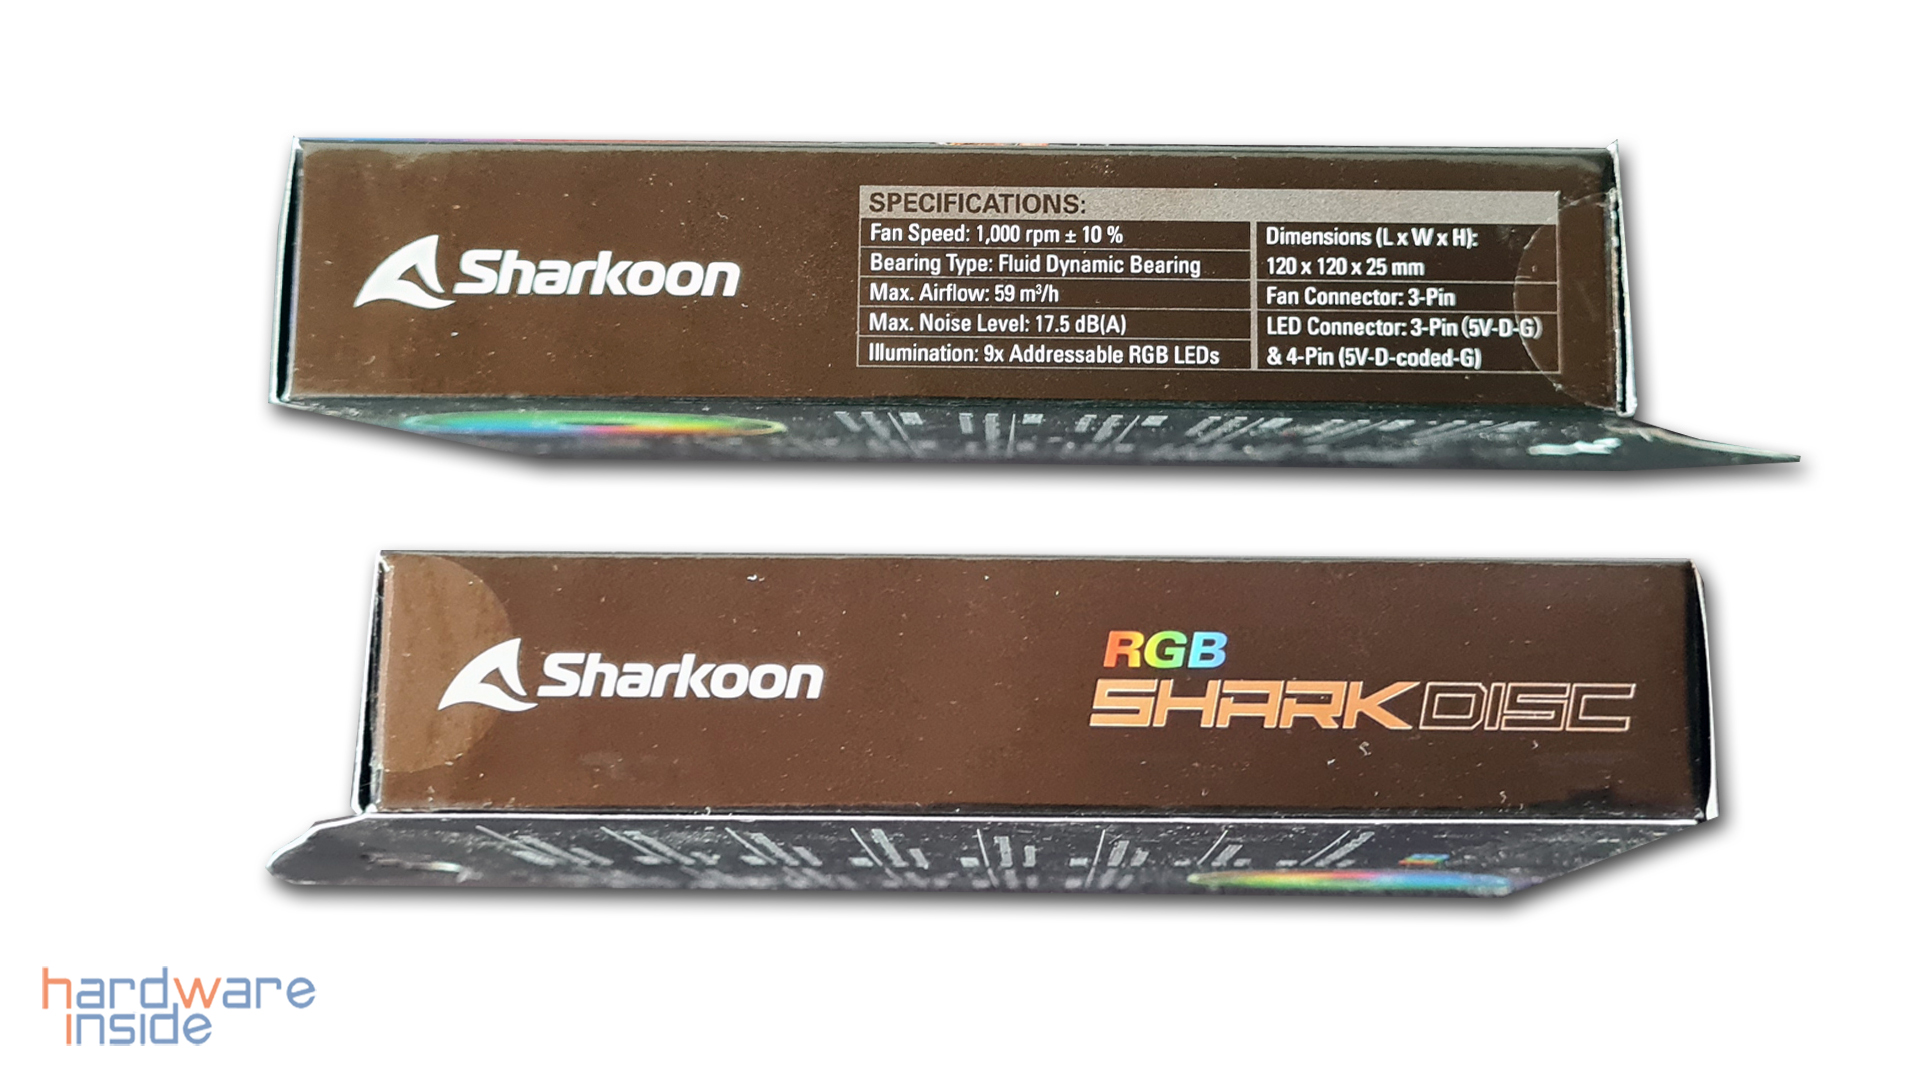 Sharkoon
SPECIFICATIONS:
Fan Speed: 1,000 rpm ± 10 %
Bearing Type: Fluid Dynamic Bearing
Max. Airflow: 59 m³/h
Max. Noise Level: 17.5 dB(A)
Illumination: 9x Addressable RGB LEDs
Dimensions (L x W x H):
120 x 120 x 25 mm
Fan Connector: 3-Pin
LED Connector: 3-Pin (5V-D-G)
& 4-Pin (5V-D-coded-G)
Sharkoon
RGB
SHARK DISC
hardware
inside